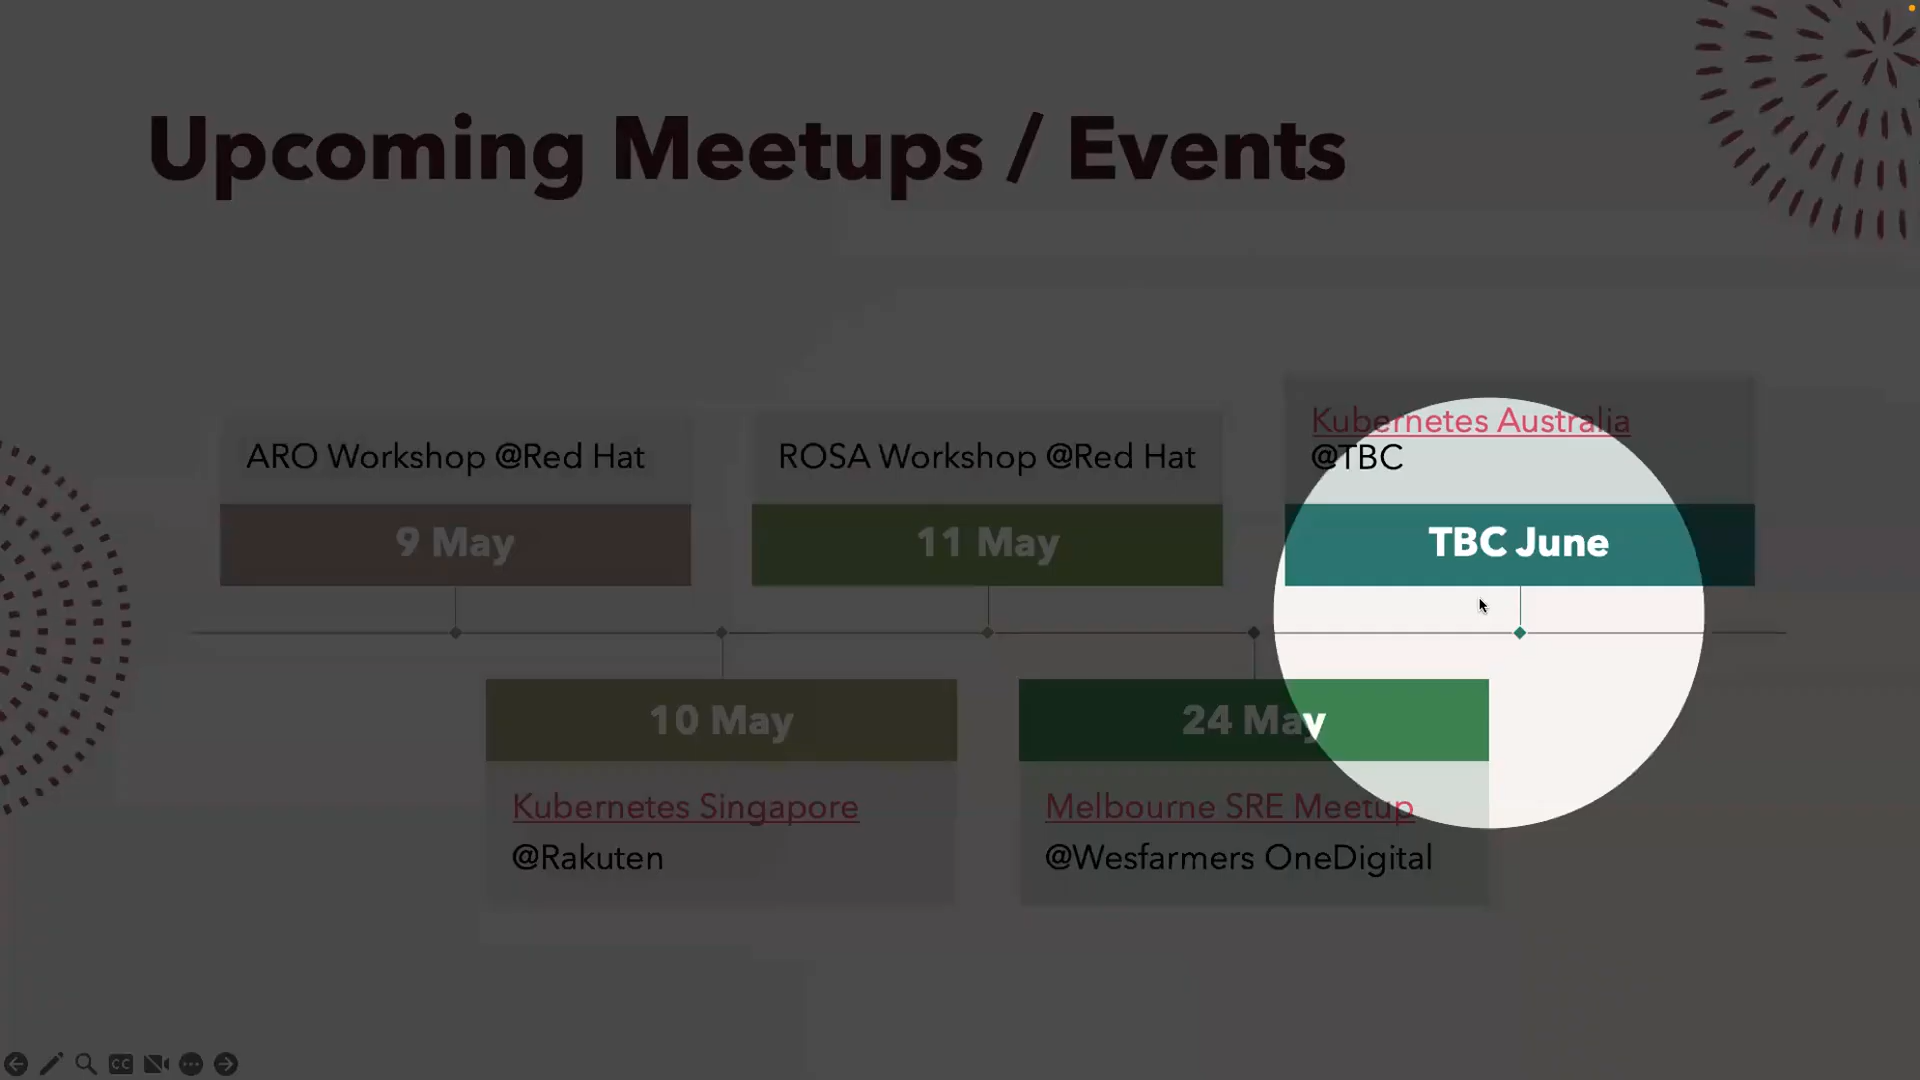 Upcoming Meetups / Events
ARO Workshop @Red Hat
9 May
10 May
Kubernetes Singapore
@Rakuten
ROSA Workshop @Red Hat
11 May
24 May
Melbourne SRE Meetup
@Wesfarmers OneDigital
Kubernetes Australia
@TBC
TBC June
CC